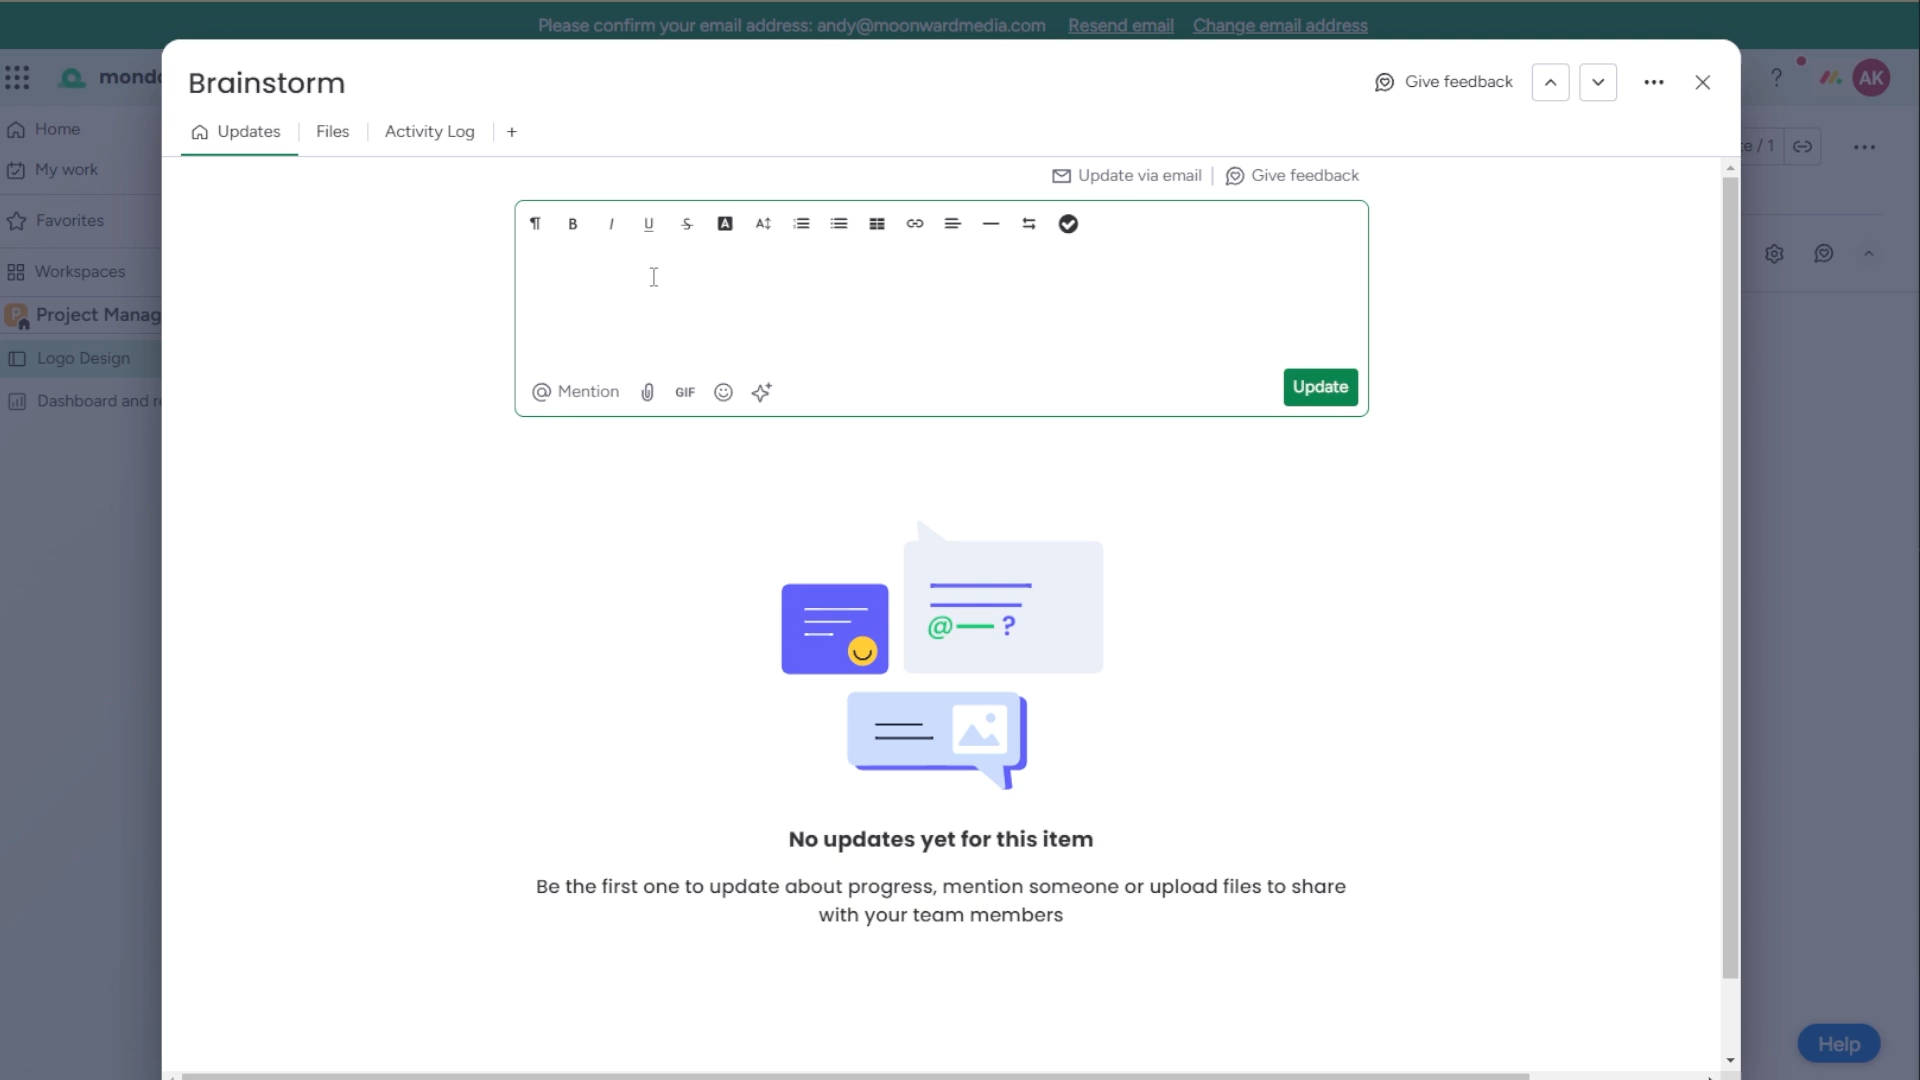 Please confirm your email address: andy@moonwardmedia.com Resend email Change email address
Brainstorm
Give feedback
AK
Home
Updates
Files
Activity Log
+
My work
Update via email
Give feedback
Favorites
Workspaces
Project Manag
Logo Design
Dashboard and
@ Mention
GIF
Update
@ ?
No updates yet for this item
Be the first one to update about progress, mention someone or upload files to share
with your team members
Help